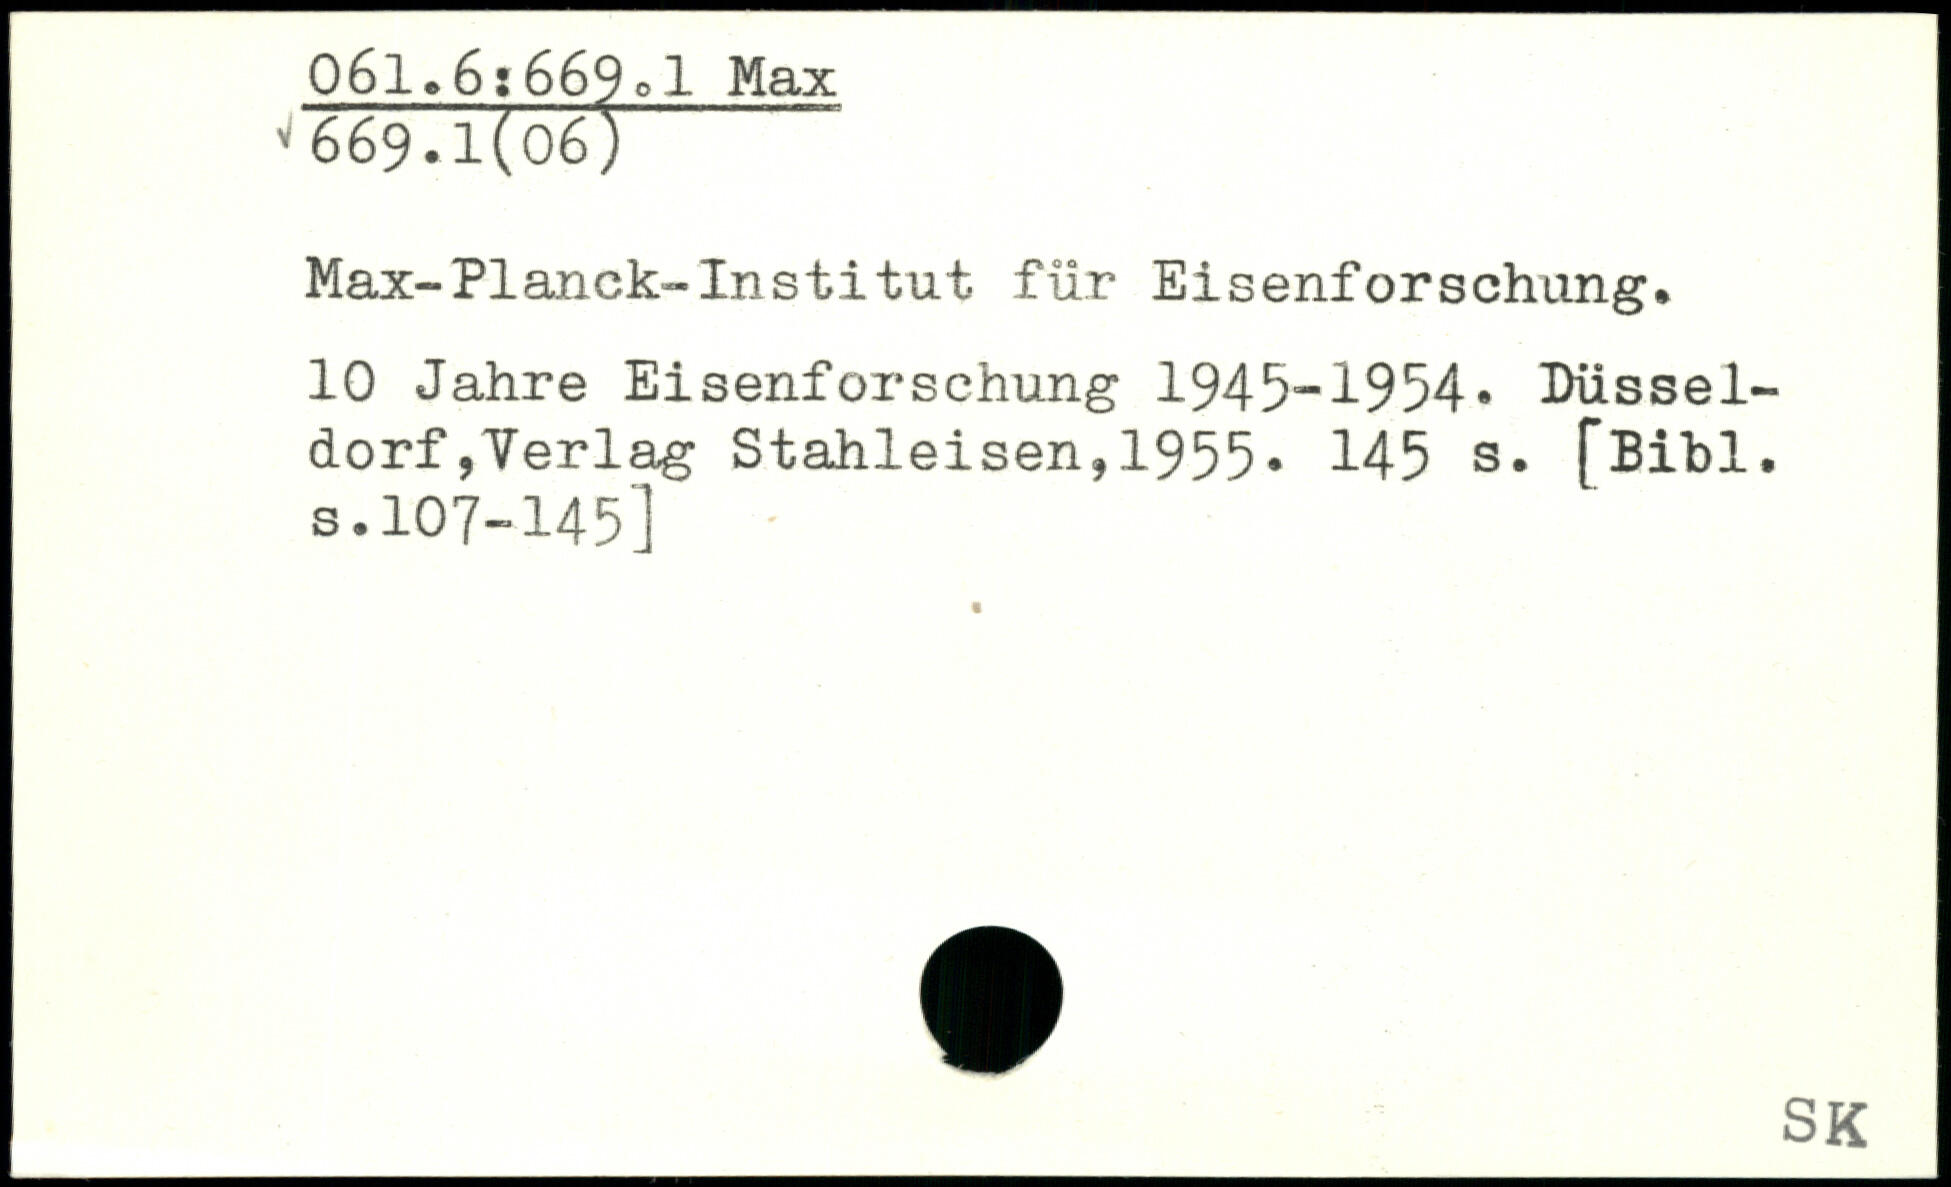 061.6:669.1 Max
√ 669.1(06)
Max-Planck-Institut für Eisenforschung.
10 Jahre Eisenforschung 1945-1954. Düssel-
dorf,Verlag Stahleisen,1955. 145 s. [Bibl.
s.107-145]
SK